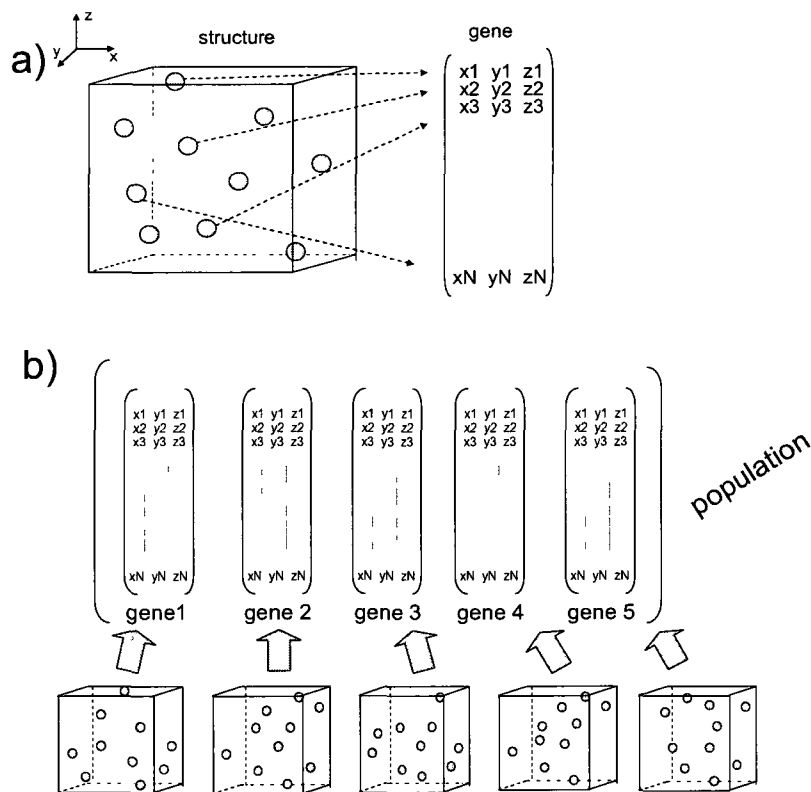 z
y
x
a)
structure
gene
x1 y1 z1
x2 y2 z2
x3 y3 z3
xN yN zN
b)
x1 y1 z1
x2 y2 z2
x3 y3 z3
xN yN zN
gene1
x1 y1 z1
x2 y2 z2
x3 y3 z3
xN yN zN
gene 2
x1 y1 z1
x2 y2 z2
x3 y3 z3
xN yN zN
gene 3
x1 y1 z1
x2 y2 z2
x3 y3 z3
xN yN zN
gene 4
x1 y1 z1
x2 y2 z2
x3 y3 z3
xN yN zN
gene 5
population